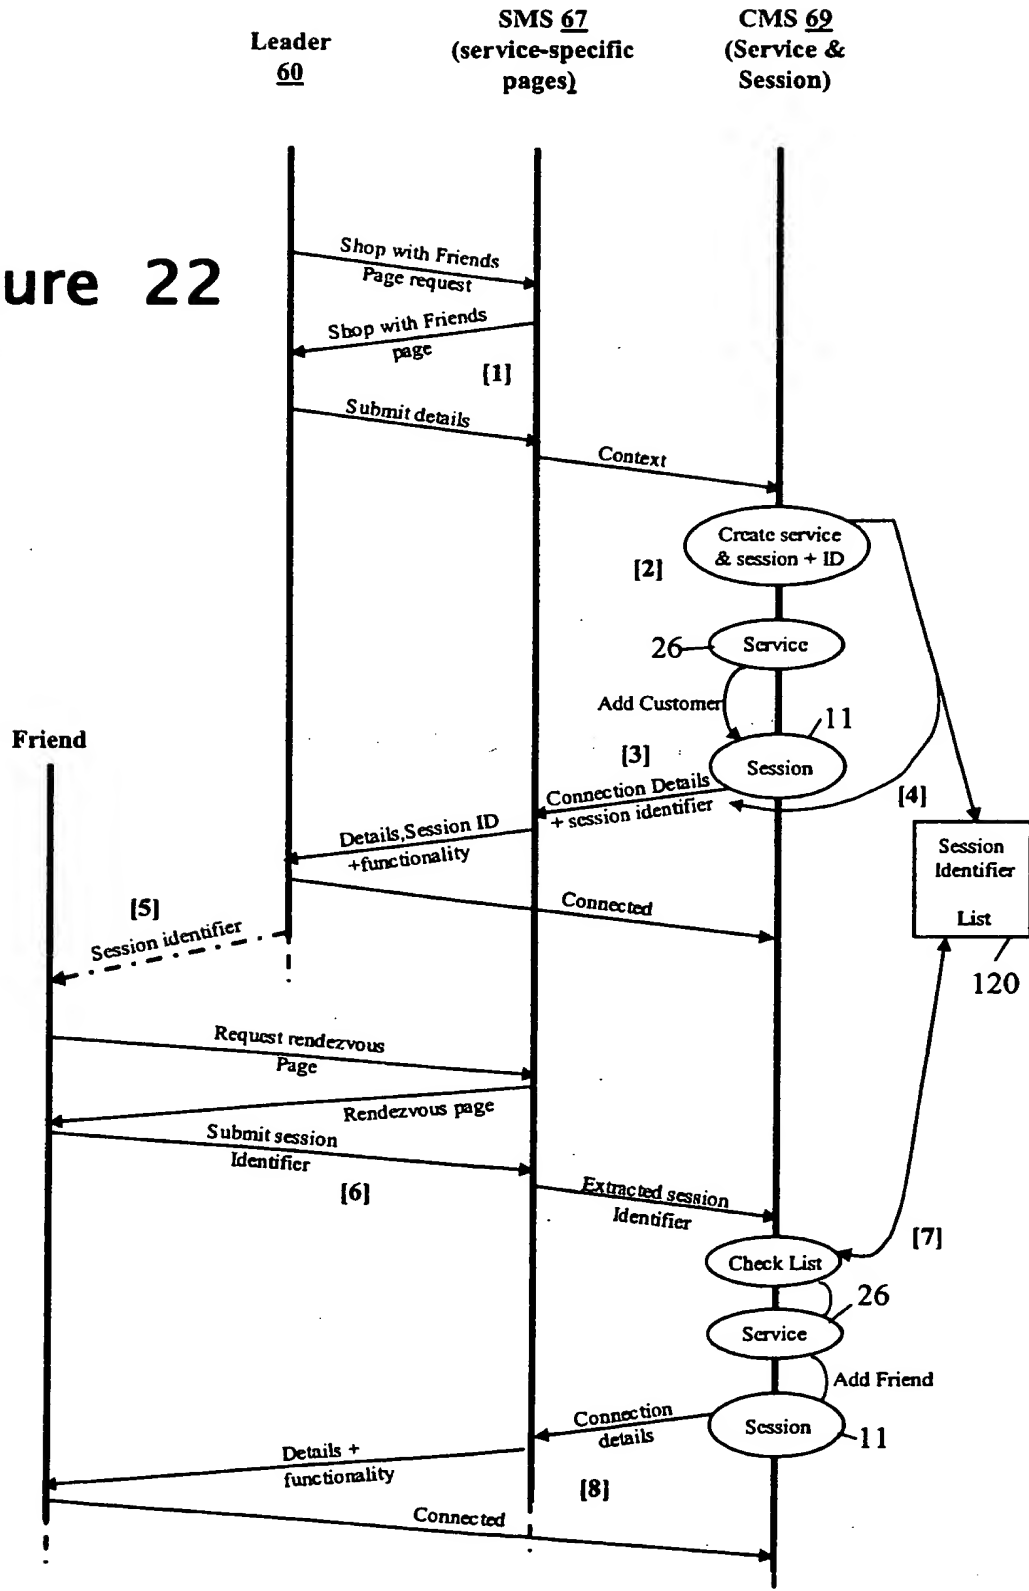 Leader
60
SMS 67
(service-specific
pages)
CMS 69
(Service &
Session)
ure 22
Shop with Friends
Page request
Shop with Friends
page
[1]
Submit details
Context
Create service
& session + ID
[2]
26
Service
Add Customer
11
Friend
[3]
Session
Connection Details
+ session identifier
[4]
Details,Session ID
+functionality
Session
Identifier
List
120
Connected
[5]
Session identifier
Request rendezvous
Page
Rendezvous page
Submit session
Identifier
[6]
Extracted session
Identifier
[7]
Check List
26
Service
Add Friend
Session
11
Connection
details
Details +
functionality
[8]
Connected